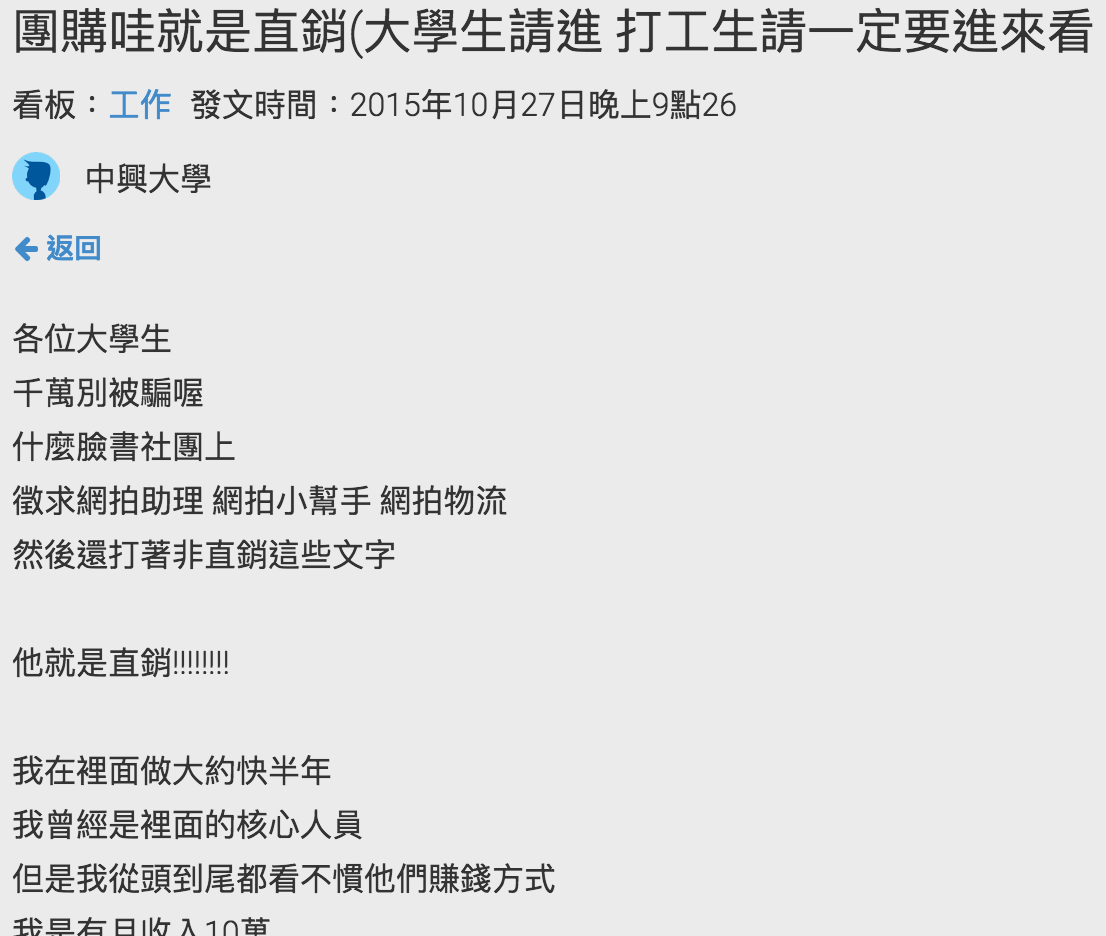 團購哇就是直銷(大學生請進 打工生請一定要進來看
看板：工作 發文時間：2015年10月27日晚上9點26
中興大學
返回
各位大學生
千萬別被騙喔
什麼臉書社團上
徵求網拍助理 網拍小幫手 網拍物流
然後還打著非直銷這些文字
他就是直銷!!!!!!!!
我在裡面做大約快半年
我曾經是裡面的核心人員
但是我從頭到尾都看不慣他們賺錢方式
我是有月收入10萬